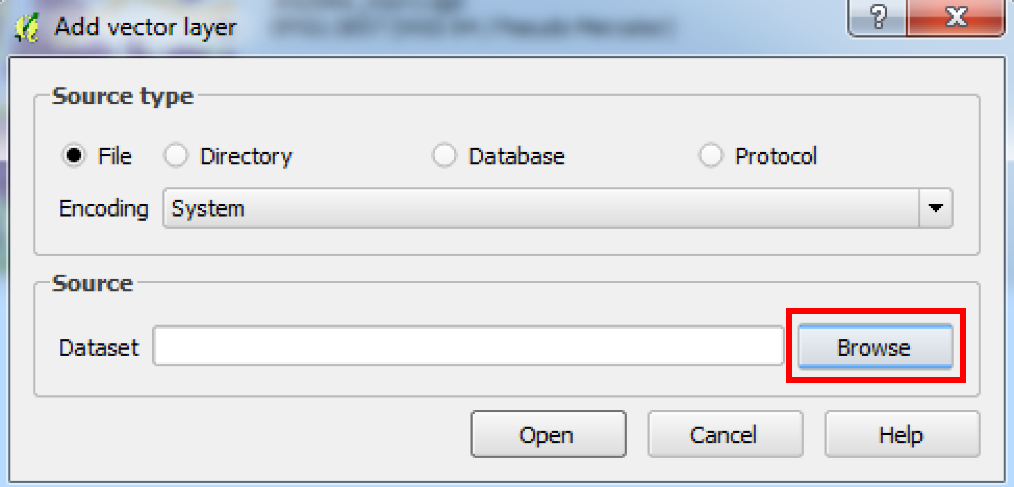 Add vector layer
?
X
Source type
File Directory Database Protocol
Encoding System
Source
Dataset Browse
Open Cancel Help